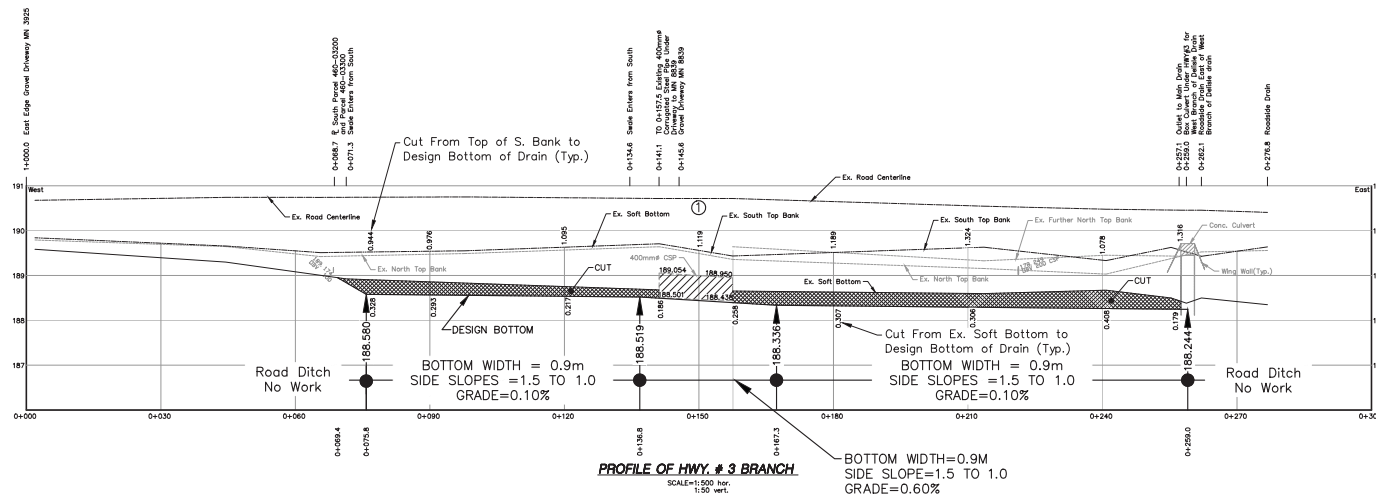 1+000.0 East Edge Gravel Driveway MN 3925
0+068.7 ℄ South Parcel 460-03200
and Parcel 460-03300
0+071.3 Swale Enters from South
0+134.6 Swale Enters from South
0+141.1 TO 0+157.5 Existing 400mmø
Corrugated Steel Pipe Under
Driveway to MN 8839
0+145.6 Gravel Driveway MN 8839
0+257.1 Outlet to Main Drain
0+259.0 Box Culvert Under HWY#3 for
West Branch of Delisle Drain
0+262.1 Roadside Drain East of West
Branch of Delisle drain
0+276.8 Roadside Drain
Cut From Top of S. Bank to
Design Bottom of Drain (Typ.)
191
West
East
1
Ex. Road Centerline
Ex. Soft Bottom
Ex. South Top Bank
Ex. Road Centerline
Ex. South Top Bank
Ex. Further North Top Bank
Conc. Culvert
190
0.944
0.976
1.095
1.119
1.189
1.324
1.078
1.316
Ex. North Top Bank
400mmø CSP
Ex. North Top Bank
Wing Wall(Typ.)
189
CUT
189.054
188.950
Ex. Soft Bottom
CUT
188.501
188.436
0.328
0.293
0.217
0.186
0.258
0.307
0.306
0.408
0.179
DESIGN BOTTOM
188
188.580
188.519
188.336
188.244
Cut From Ex. Soft Bottom to
Design Bottom of Drain (Typ.)
187
Road Ditch
No Work
BOTTOM WIDTH = 0.9m
SIDE SLOPES =1.5 TO 1.0
GRADE=0.10%
BOTTOM WIDTH = 0.9m
SIDE SLOPES =1.5 TO 1.0
GRADE=0.10%
Road Ditch
No Work
0+000
0+030
0+060
0+090
0+120
0+150
0+180
0+210
0+240
0+270
0+30
0+069.4
0+075.8
0+136.8
0+167.3
0+259.0
BOTTOM WIDTH=0.9M
SIDE SLOPE=1.5 TO 1.0
GRADE=0.60%
PROFILE OF HWY. # 3 BRANCH
SCALE=1:500 hor.
1:50 vert.